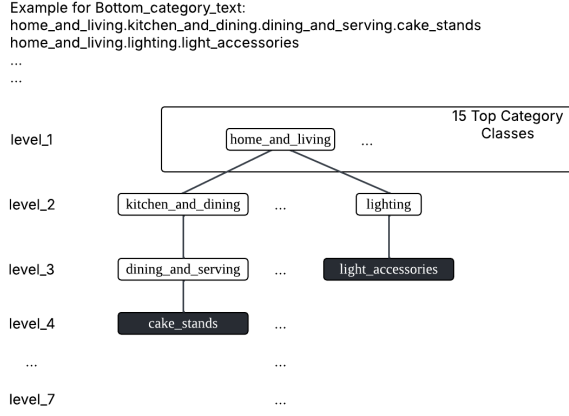 Example for Bottom_category_text:
home_and_living.kitchen_and_dining.dining_and_serving.cake_stands
home_and_living.lighting.light_accessories
...
...
15 Top Category
Classes
level_1 home_and_living ...
level_2 kitchen_and_dining ... lighting
level_3 dining_and_serving ... light_accessories
level_4 cake_stands ...
... ...
level_7 ...